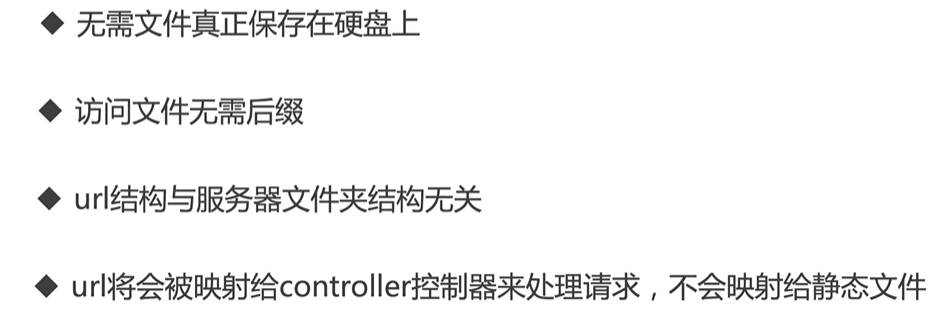 ◆ 无需文件真正保存在硬盘上
◆ 访问文件无需后缀
◆ url结构与服务器文件夹结构无关
◆ url将会被映射给controller控制器来处理请求，不会映射给静态文件